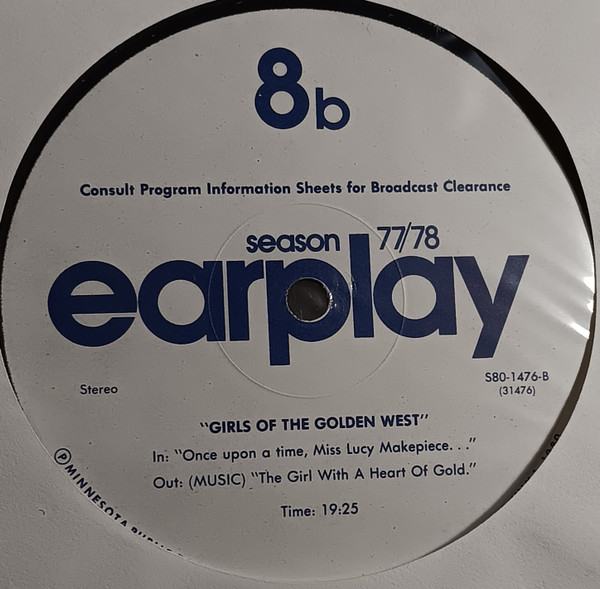 8b
Consult Program Information Sheets for Broadcast Clearance
season 77/78
earplay
Stereo
S80-1476-B
(31476)
"GIRLS OF THE GOLDEN WEST"
In: "Once upon a time, Miss Lucy Makepiece. . ."
Out: (MUSIC) "The Girl With A Heart Of Gold."
Time: 19:25
Ⓟ MINNESOTA